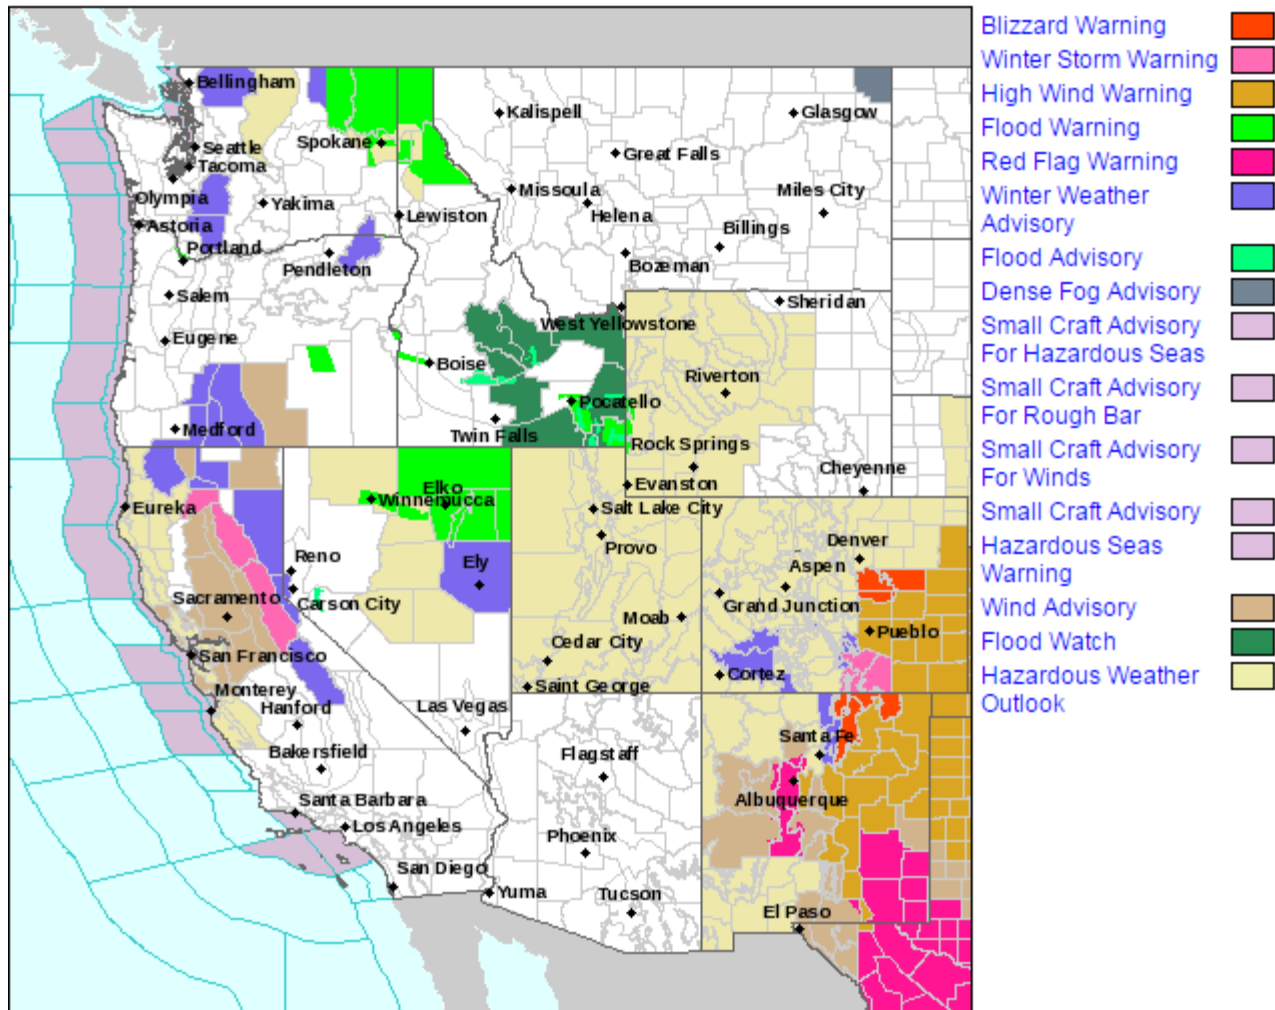 Blizzard Warning
Winter Storm Warning
High Wind Warning
Flood Warning
Red Flag Warning
Winter Weather
Advisory
Flood Advisory
Dense Fog Advisory
Small Craft Advisory
For Hazardous Seas
Small Craft Advisory
For Rough Bar
Small Craft Advisory
For Winds
Small Craft Advisory
Hazardous Seas
Warning
Wind Advisory
Flood Watch
Hazardous Weather
Outlook
Bellingham
Kalispell
Glasgow
Spokane
Seattle
Great Falls
Tacoma
Missoula
Miles City
Olympia
Yakima
Helena
Lewiston
Astoria
Billings
Portland
Pendleton
Bozeman
Salem
Sheridan
West Yellowstone
Eugene
Boise
Riverton
Pocatello
Medford
Twin Falls
Rock Springs
Cheyenne
Elko
Evanston
Winnemucca
Eureka
Salt Lake City
Provo
Denver
Reno
Ely
Aspen
Sacramento
Carson City
Grand Junction
Moab
Pueblo
Cedar City
San Francisco
Cortez
Saint George
Monterey
Hanford
Las Vegas
Santa Fe
Bakersfield
Flagstaff
Albuquerque
Santa Barbara
Los Angeles
Phoenix
San Diego
Yuma
Tucson
El Paso